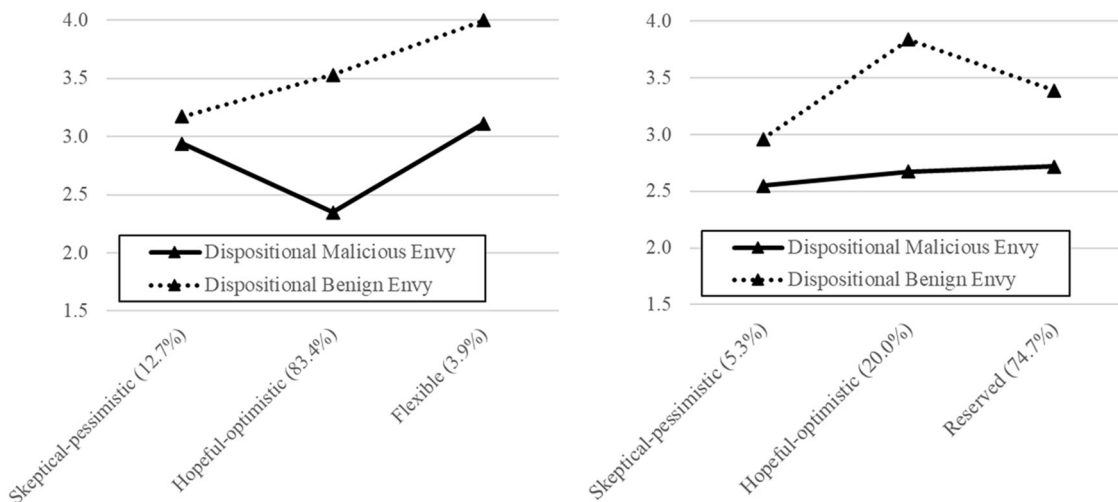 4.0
3.5
3.0
2.5
2.0
1.5
Dispositional Malicious Envy
Dispositional Benign Envy
Skeptical-pessimistic (12.7%)
Hopeful-optimistic (83.4%)
Flexible (3.9%)
4.0
3.5
3.0
2.5
2.0
1.5
Dispositional Malicious Envy
Dispositional Benign Envy
Skeptical-pessimistic (5.3%)
Hopeful-optimistic (20.0%)
Reserved (74.7%)